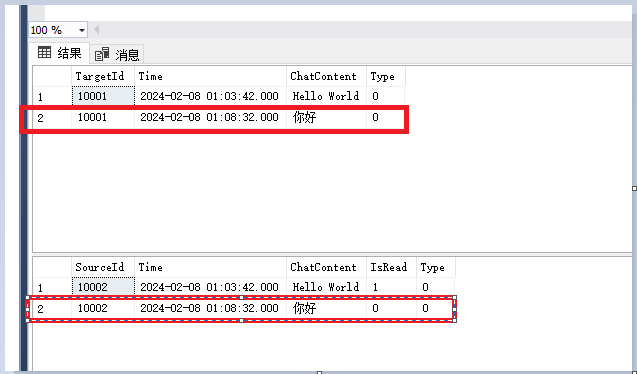 100 %
结果 消息
TargetId Time ChatContent Type
1 10001 2024-02-08 01:03:42.000 Hello World 0
2 10001 2024-02-08 01:08:32.000 你好 0
SourceId Time ChatContent IsRead Type
1 10002 2024-02-08 01:03:42.000 Hello World 1 0
2 10002 2024-02-08 01:08:32.000 你好 0 0